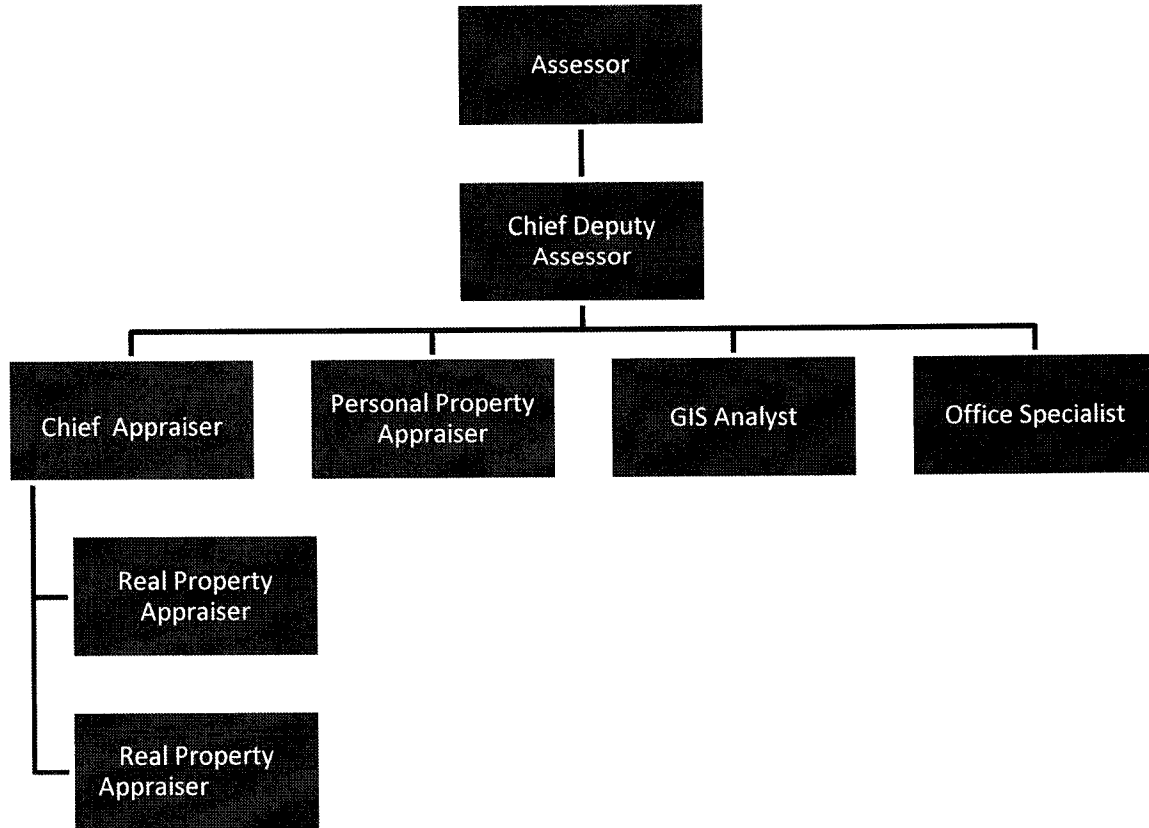 Assessor
Chief Deputy
Assessor
Chief Appraiser
Personal Property
Appraiser
GIS Analyst
Office Specialist
Real Property
Appraiser
Real Property
Appraiser